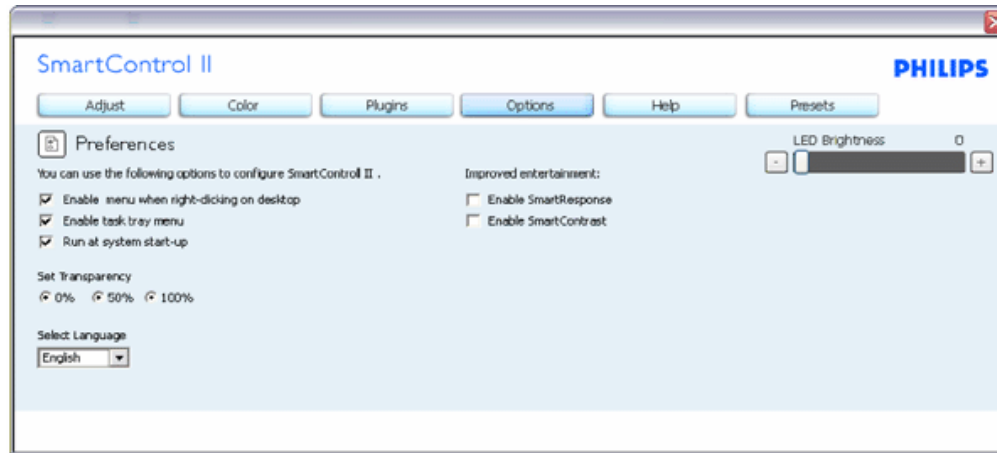 SmartControl II
PHILIPS
Adjust Color Plugins Options Help Presets
Preferences
LED Brightness 0
- +
You can use the following options to configure SmartControl II .
Improved entertainment:
Enable menu when right-clicking on desktop
Enable SmartResponse
Enable task tray menu
Enable SmartContrast
Run at system start-up
Set Transparency
0% 50% 100%
Select Language
English